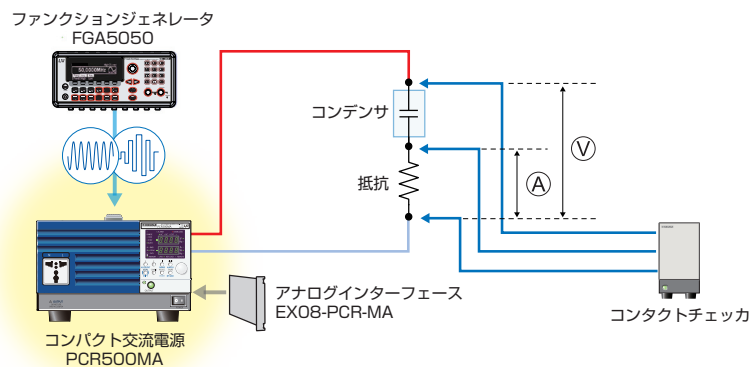 ファンクションジェネレータ
FGA5050
50.0000MHz
コンデンサ
V
抵抗
A
アナログインターフェース
EX08-PCR-MA
コンタクトチェッカ
コンパクト交流電源
PCR500MA